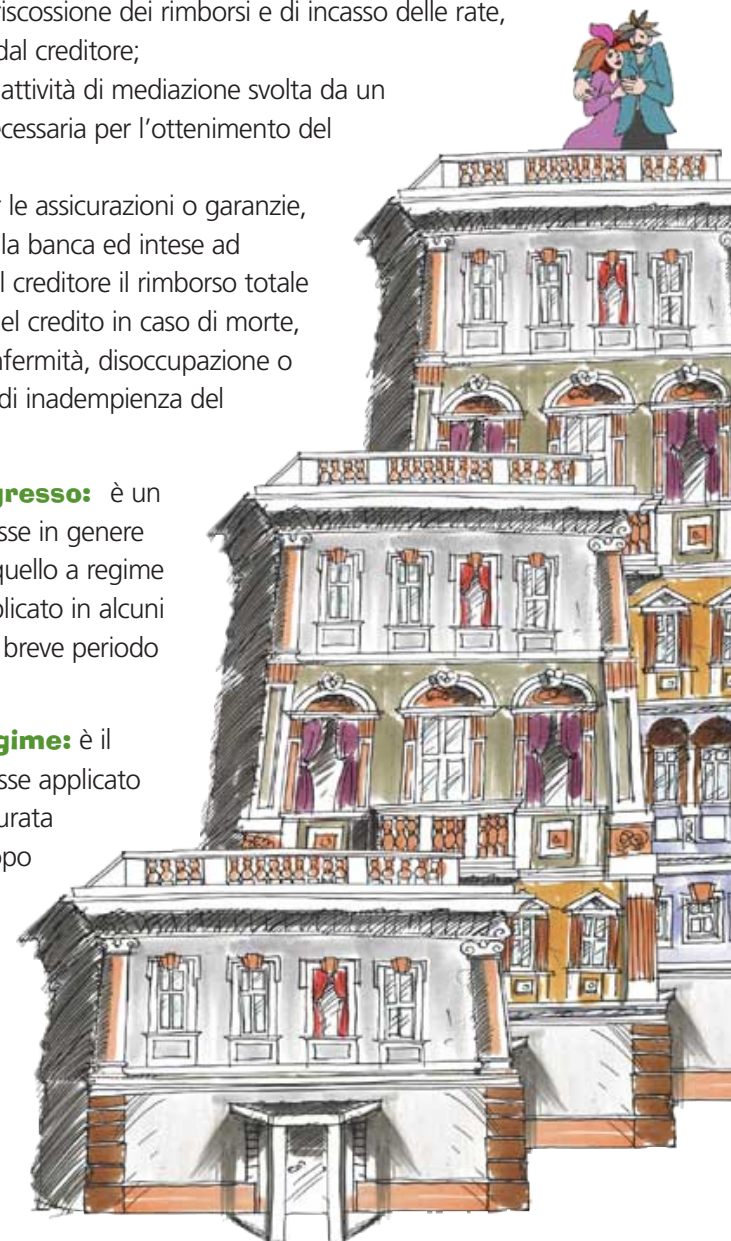 riscossione dei rimborsi e di incasso delle rate,
dal creditore;
attività di mediazione svolta da un
cessaria per l'ottenimento del
le assicurazioni o garanzie,
la banca ed intese ad
l creditore il rimborso totale
el credito in caso di morte,
nfermità, disoccupazione o
di inadempienza del
gresso: è un
sse in genere
quello a regime
plicato in alcuni
breve periodo
gime: è il
sse applicato
urata
opo